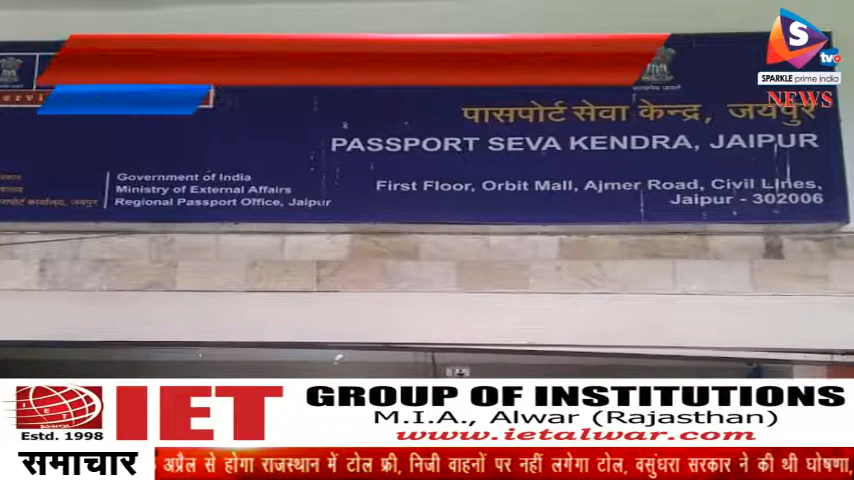 S
tv
SPARKLE prime india
NEWS
पासपोर्ट सेवा केन्द्र, जयपुर
PASSPORT SEVA KENDRA, JAIPUR
First Floor, Orbit Mall, Ajmer Road, Civil Lines,
Jaipur - 302006
Government of India
Ministry of External Affairs
Regional Passport Office, Jaipur
IET
Estd. 1998
IET
GROUP OF INSTITUTIONS
M.I.A., Alwar (RAJASTHAN)
www.ietalwar.com
समाचार
अप्रैल से होगा राजस्थान में टोल फ्री, निजी वाहनों पर नहीं लगेगा टोल, वसुंधरा सरकार ने की थी घोषणा,